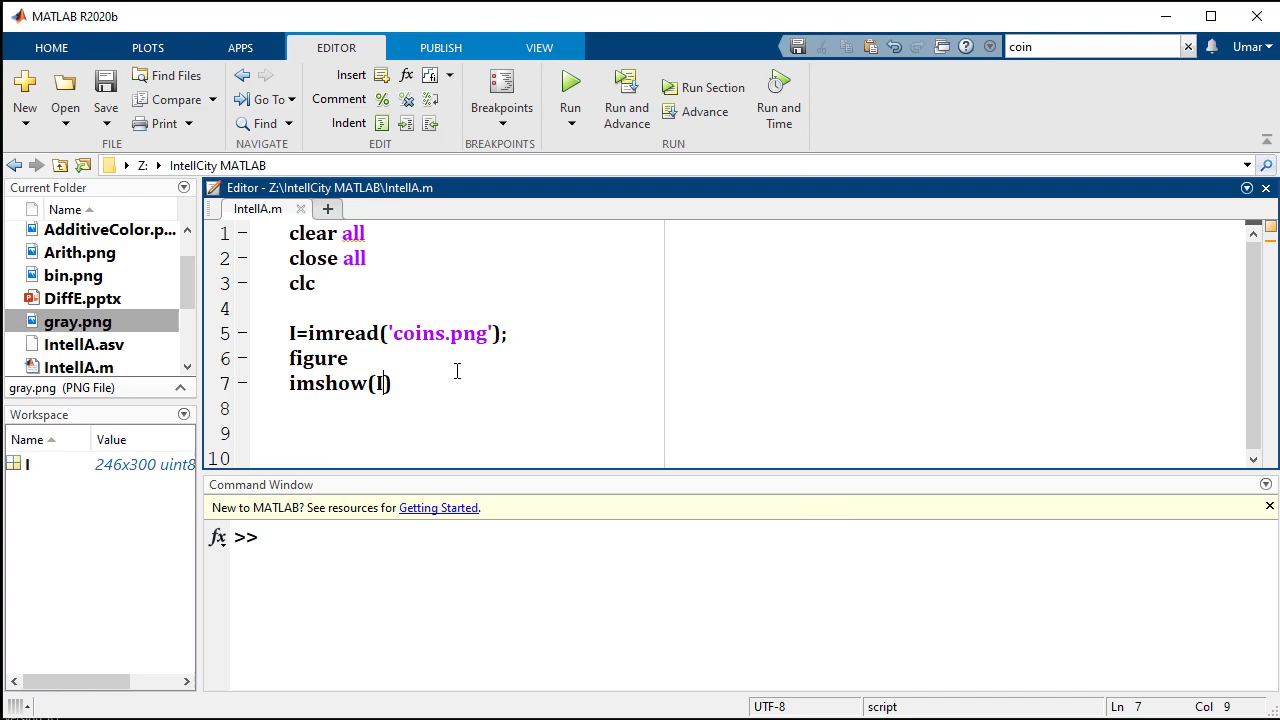 MATLAB R2020b
HOME PLOTS APPS EDITOR PUBLISH VIEW coin Umar
New Open Save Find Files Compare Print Go To Find Insert Comment Indent Breakpoints Run Run and Advance Run Section Advance Run and Time
FILE NAVIGATE EDIT BREAKPOINTS RUN
Z: IntellCity MATLAB
Current Folder
Name
AdditiveColor.p...
Arith.png
bin.png
DiffE.pptx
gray.png
IntellA.asv
IntellA.m
gray.png (PNG File)
Workspace
Name Value
I 246x300 uint8
Editor - Z:\IntellCity MATLAB\IntellA.m
IntellA.m
1 clear all
2 close all
3 clc
4
5 I=imread('coins.png');
6 figure
7 imshow(I)
8
9
10
Command Window
New to MATLAB? See resources for Getting Started.
fx >>
UTF-8 script Ln 7 Col 9